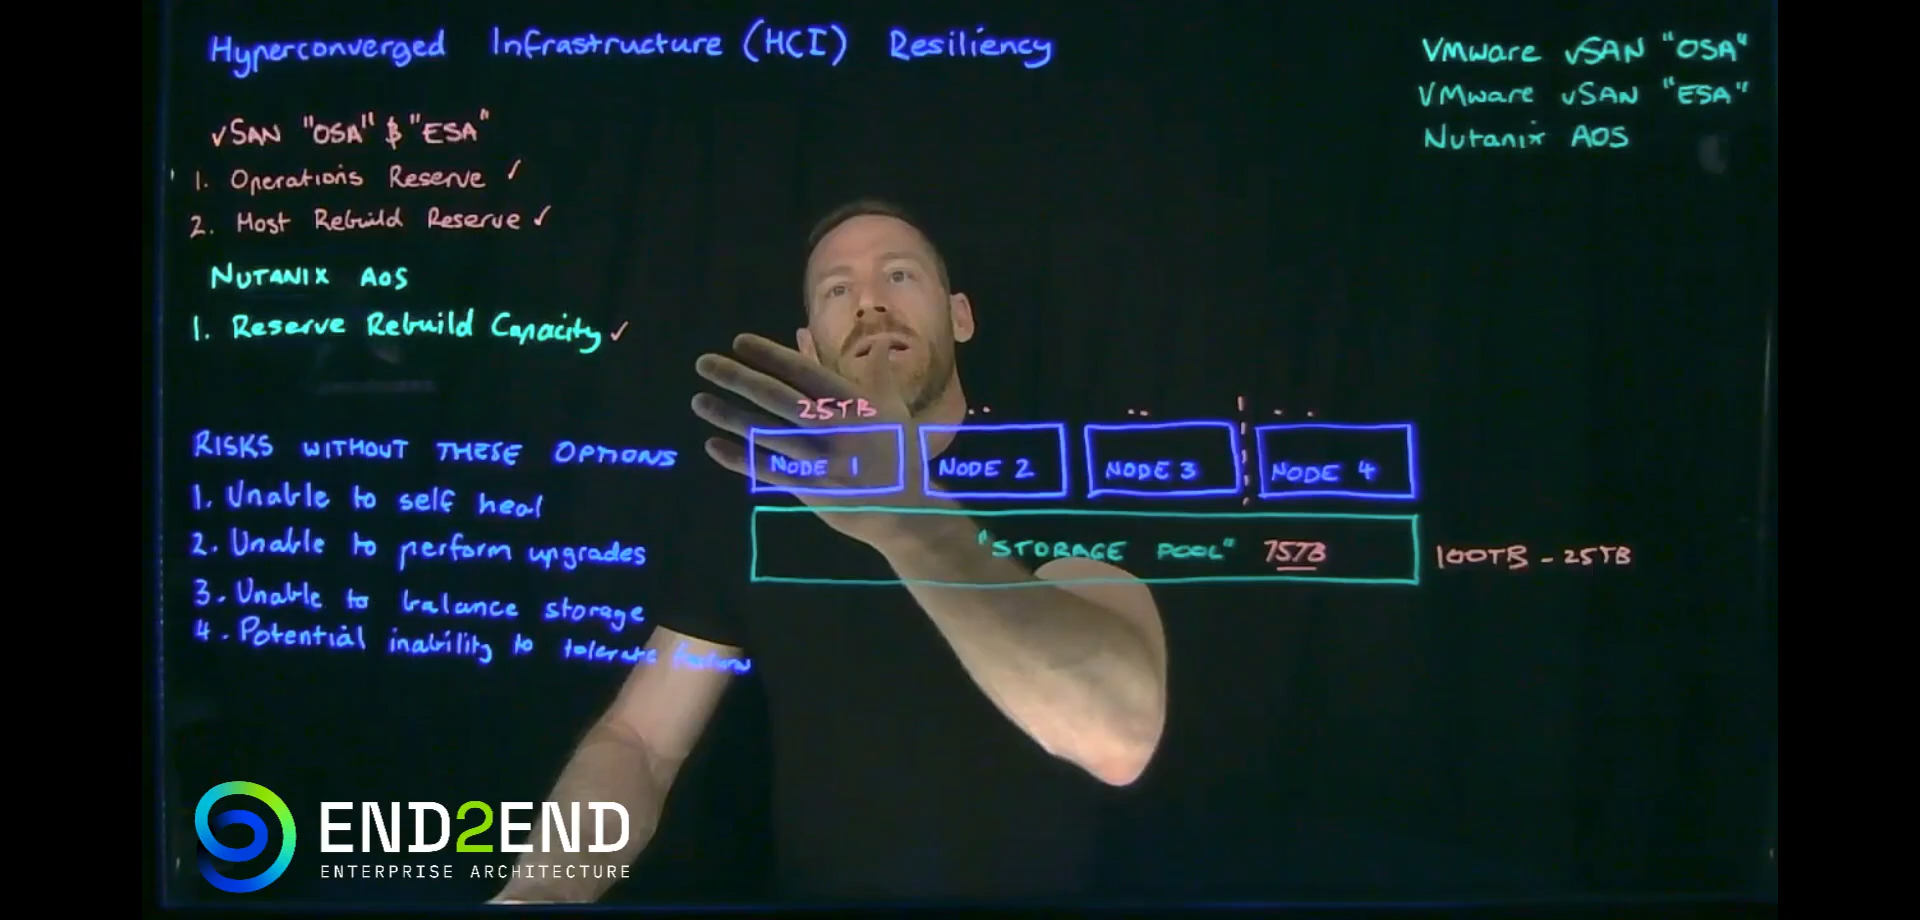 Hyperconverged Infrastructure (HCI) Resiliency
VMware vSAN "OSA"
VMware vSAN "ESA"
Nutanix AOS
vSAN "OSA" & "ESA"
1. Operations Reserve ✓
2. Host Rebuild Reserve ✓
NUTANIX AOS
1. Reserve Rebuild Capacity ✓
RISKS WITHOUT THESE OPTIONS
1. Unable to self heal
2. Unable to perform upgrades
3. Unable to balance storage
4. Potential inability to tolerate
25TB
NODE 1
NODE 2
NODE 3
NODE 4
"STORAGE POOL" 75TB
100TB - 25TB
END2END
ENTERPRISE ARCHITECTURE